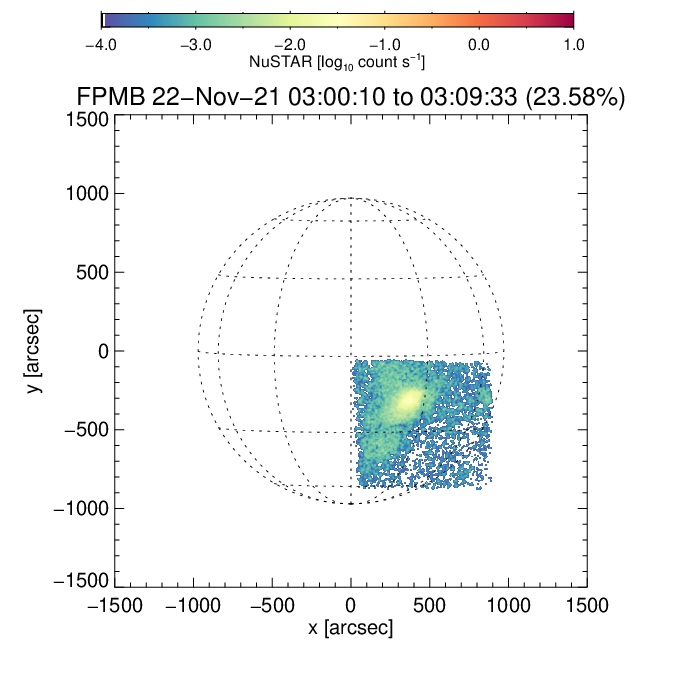 −4.0 −3.0 −2.0 −1.0 0.0 1.0
NuSTAR [log₁₀ count s⁻¹]
FPMB 22−Nov−21 03:00:10 to 03:09:33 (23.58%)
1500
1000
500
0
−500
−1000
−1500
y [arcsec]
−1500 −1000 −500 0 500 1000 1500
x [arcsec]